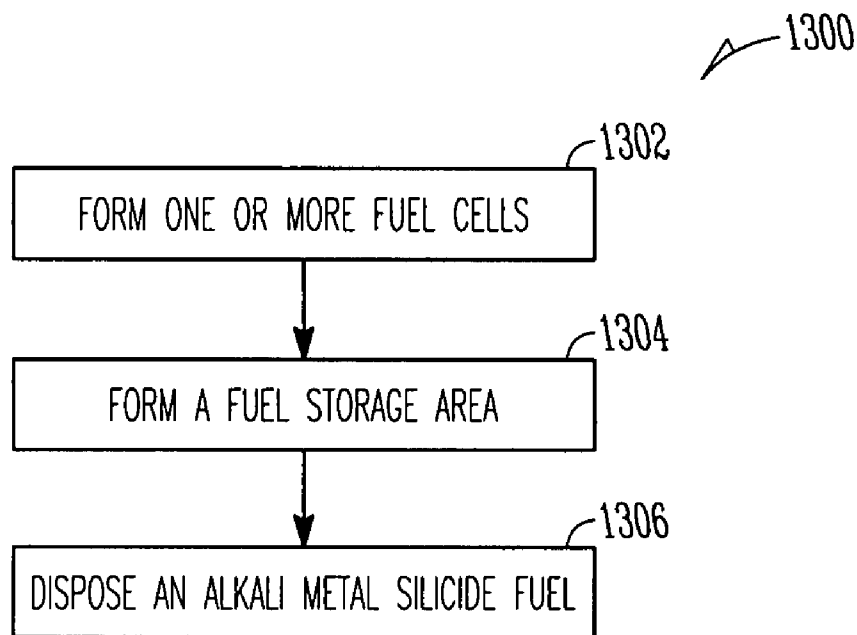 1300
1302
FORM ONE OR MORE FUEL CELLS
1304
FORM A FUEL STORAGE AREA
1306
DISPOSE AN ALKALI METAL SILICIDE FUEL